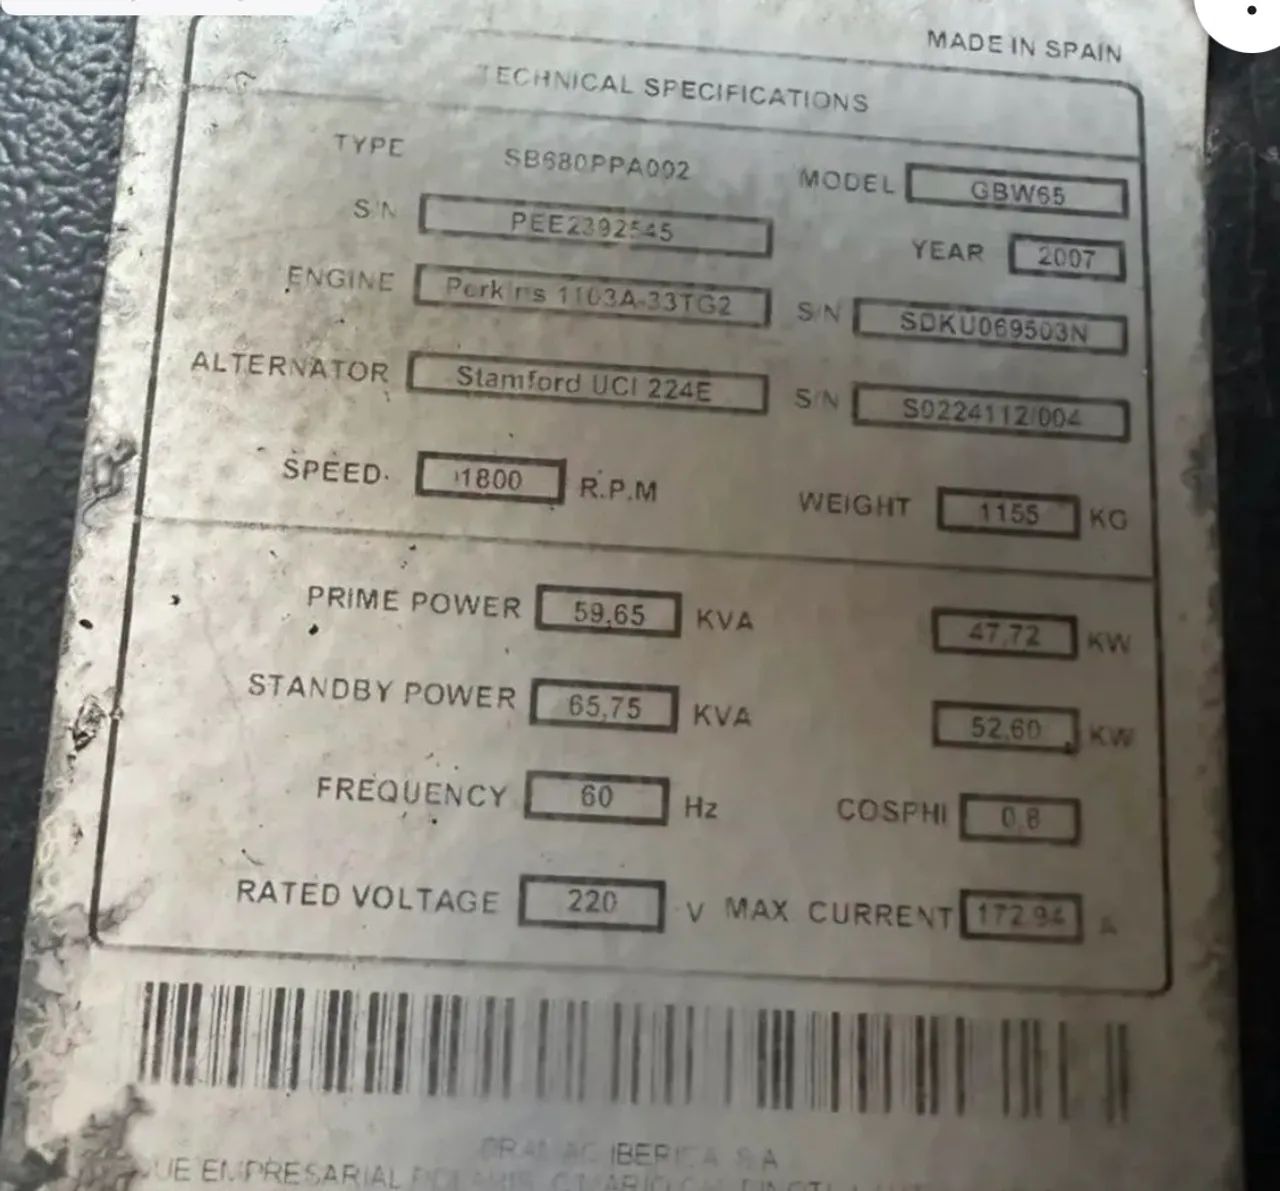 MADE IN SPAIN
TECHNICAL SPECIFICATIONS
TYPE SB680PPA002 MODEL GBW65
S/N PEE2392545 YEAR 2007
ENGINE Perkins 1103A-33TG2 S/N SDKU069503N
ALTERNATOR Stamford UCI 224E S/N S0224112/004
SPEED 1800 R.P.M WEIGHT 1155 KG
PRIME POWER 59,65 KVA 47,72 KW
STANDBY POWER 65,75 KVA 52,60 KW
FREQUENCY 60 Hz COSPHI 0,8
RATED VOLTAGE 220 V MAX CURRENT 172,94 A
IBERICA S.A
EMPRESARIAL